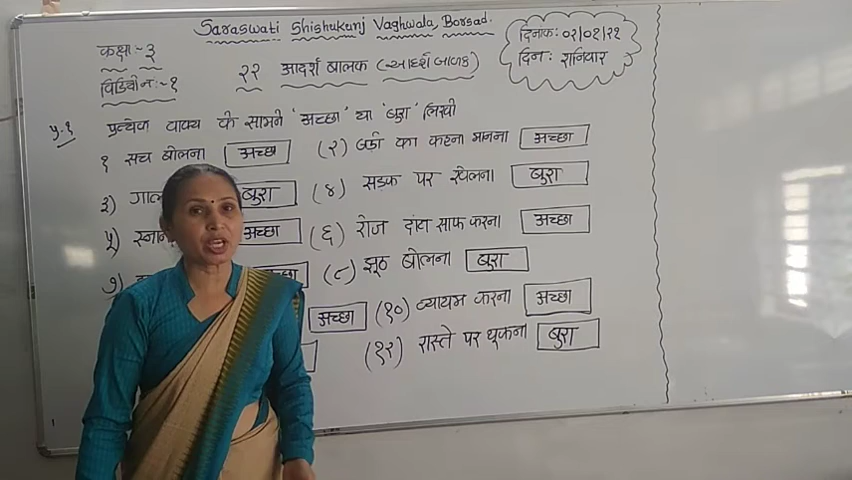 Saraswati Shishukunj Vaghwala, Borsad.
दिनांक: ०१/०१/२२
दिन: शनिवार
कक्षा:- ३
विडियो नं:- १
२२ आदर्श बालक (આદર્શ બાળક)
प्र.१ प्रत्येक वाक्य के सामने 'अच्छा' या 'बुरा' लिखो
१ सच बोलना अच्छा (२) बड़ों का कहना मानना अच्छा
३) बुरा (४) सड़क पर खेलना बुरा
५) अच्छा (६) रोज दांत साफ करना अच्छा
७) (८) झूठ बोलना बुरा
अच्छा (१०) व्यायाम करना अच्छा
(१२) रास्ते पर थूकना बुरा